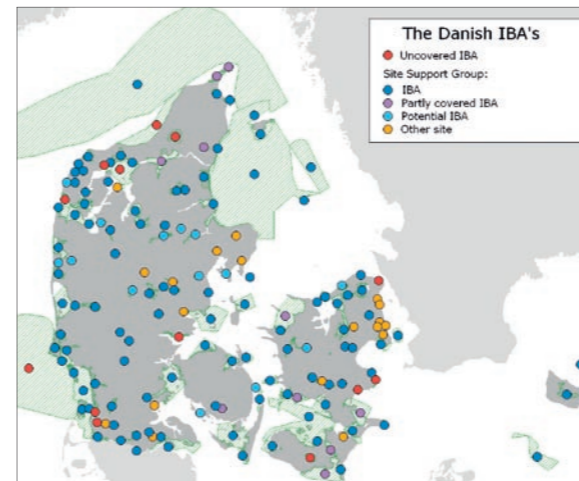 The Danish IBA's
Uncovered IBA
Site Support Group:
IBA
Partly covered IBA
Potential IBA
Other site